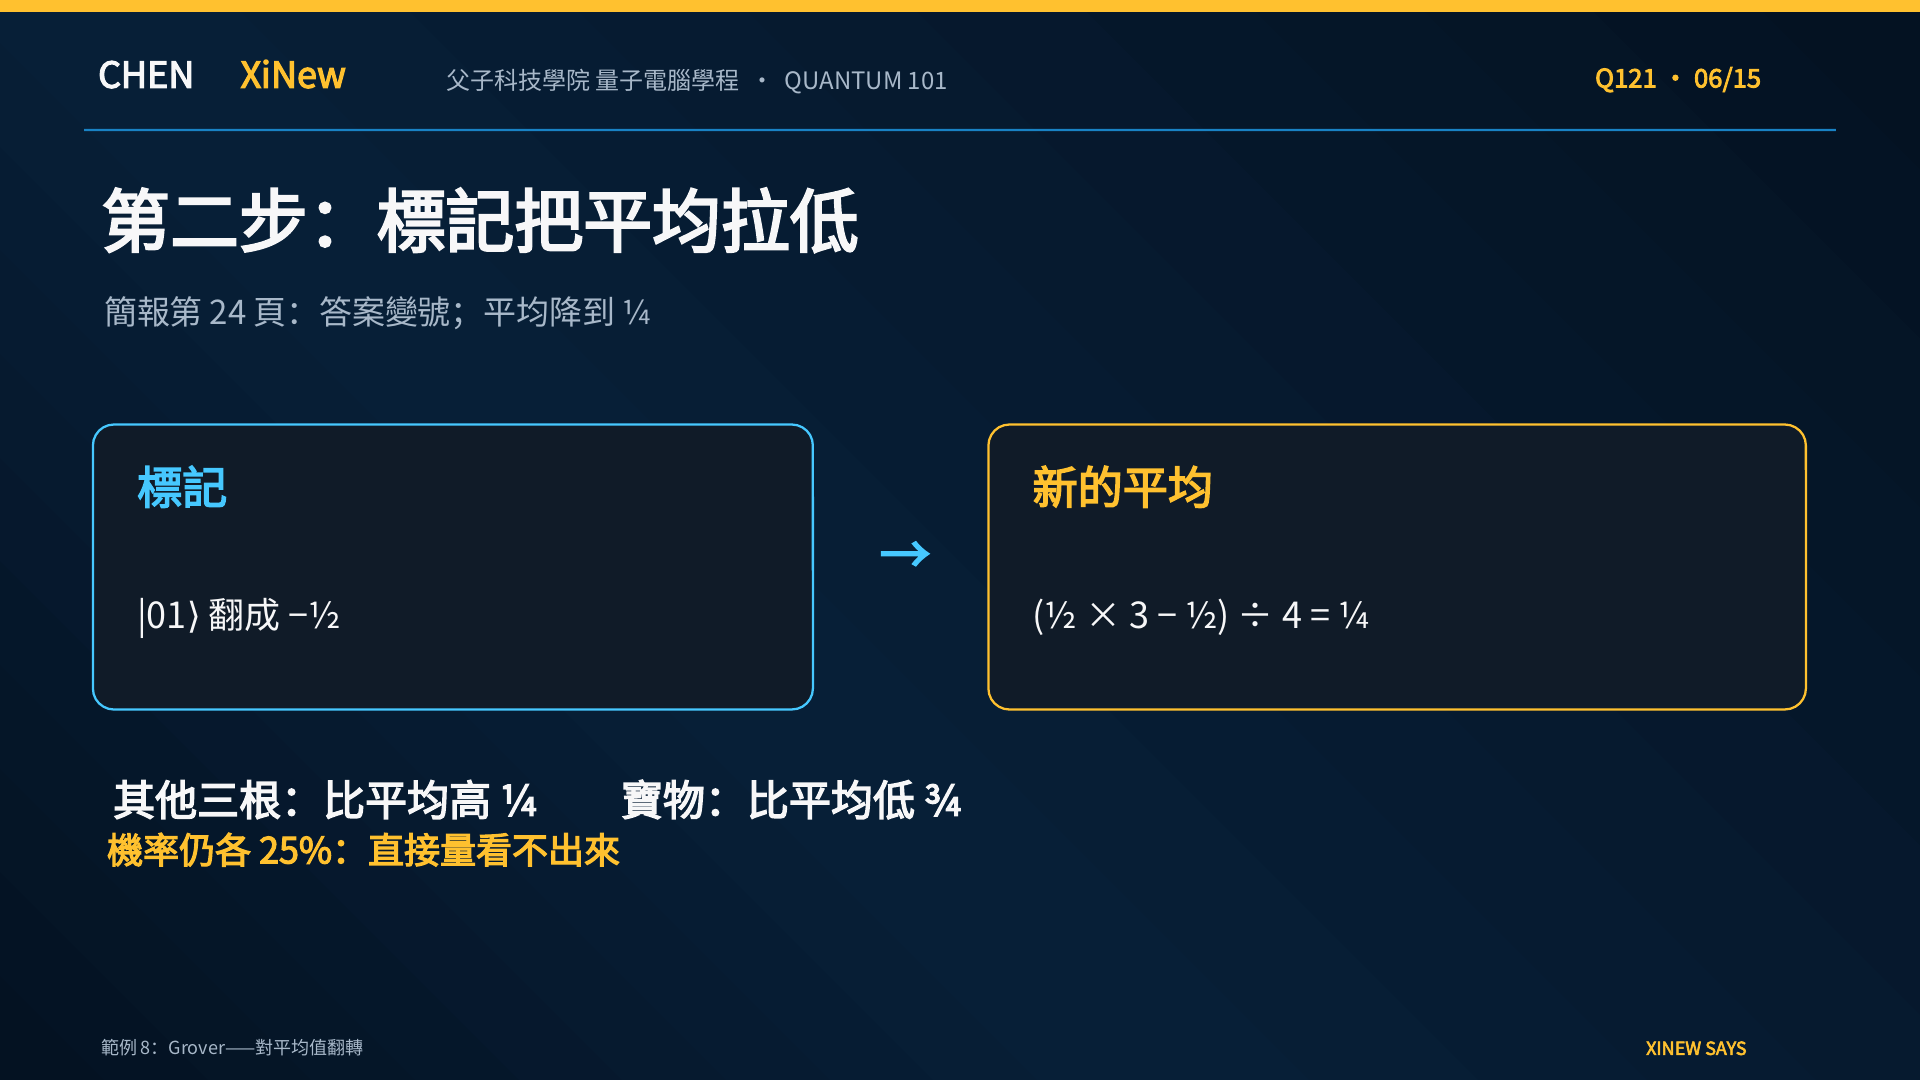 CHEN XiNew 父子科技學院 量子電腦學程 · QUANTUM 101 Q121 · 06/15
第二步：標記把平均拉低
簡報第 24 頁：答案變號；平均降到 ¼
標記
|01⟩ 翻成 −½
→
新的平均
(½ × 3 − ½) ÷ 4 = ¼
其他三根：比平均高 ¼ 寶物：比平均低 ¾
機率仍各 25%：直接量看不出來
範例 8：Grover——對平均值翻轉
XINEW SAYS